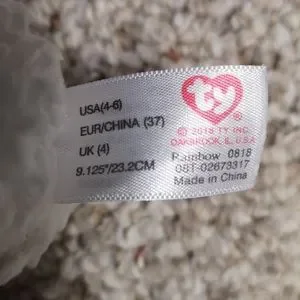 USA(4-6)
EUR/CHINA (37)
UK (4)
9.125"/23.2CM
ty
© 2018 TY INC.
OAKBROOK, IL U.S.A.
Rainbow 0818
08T-02673317
Made in China